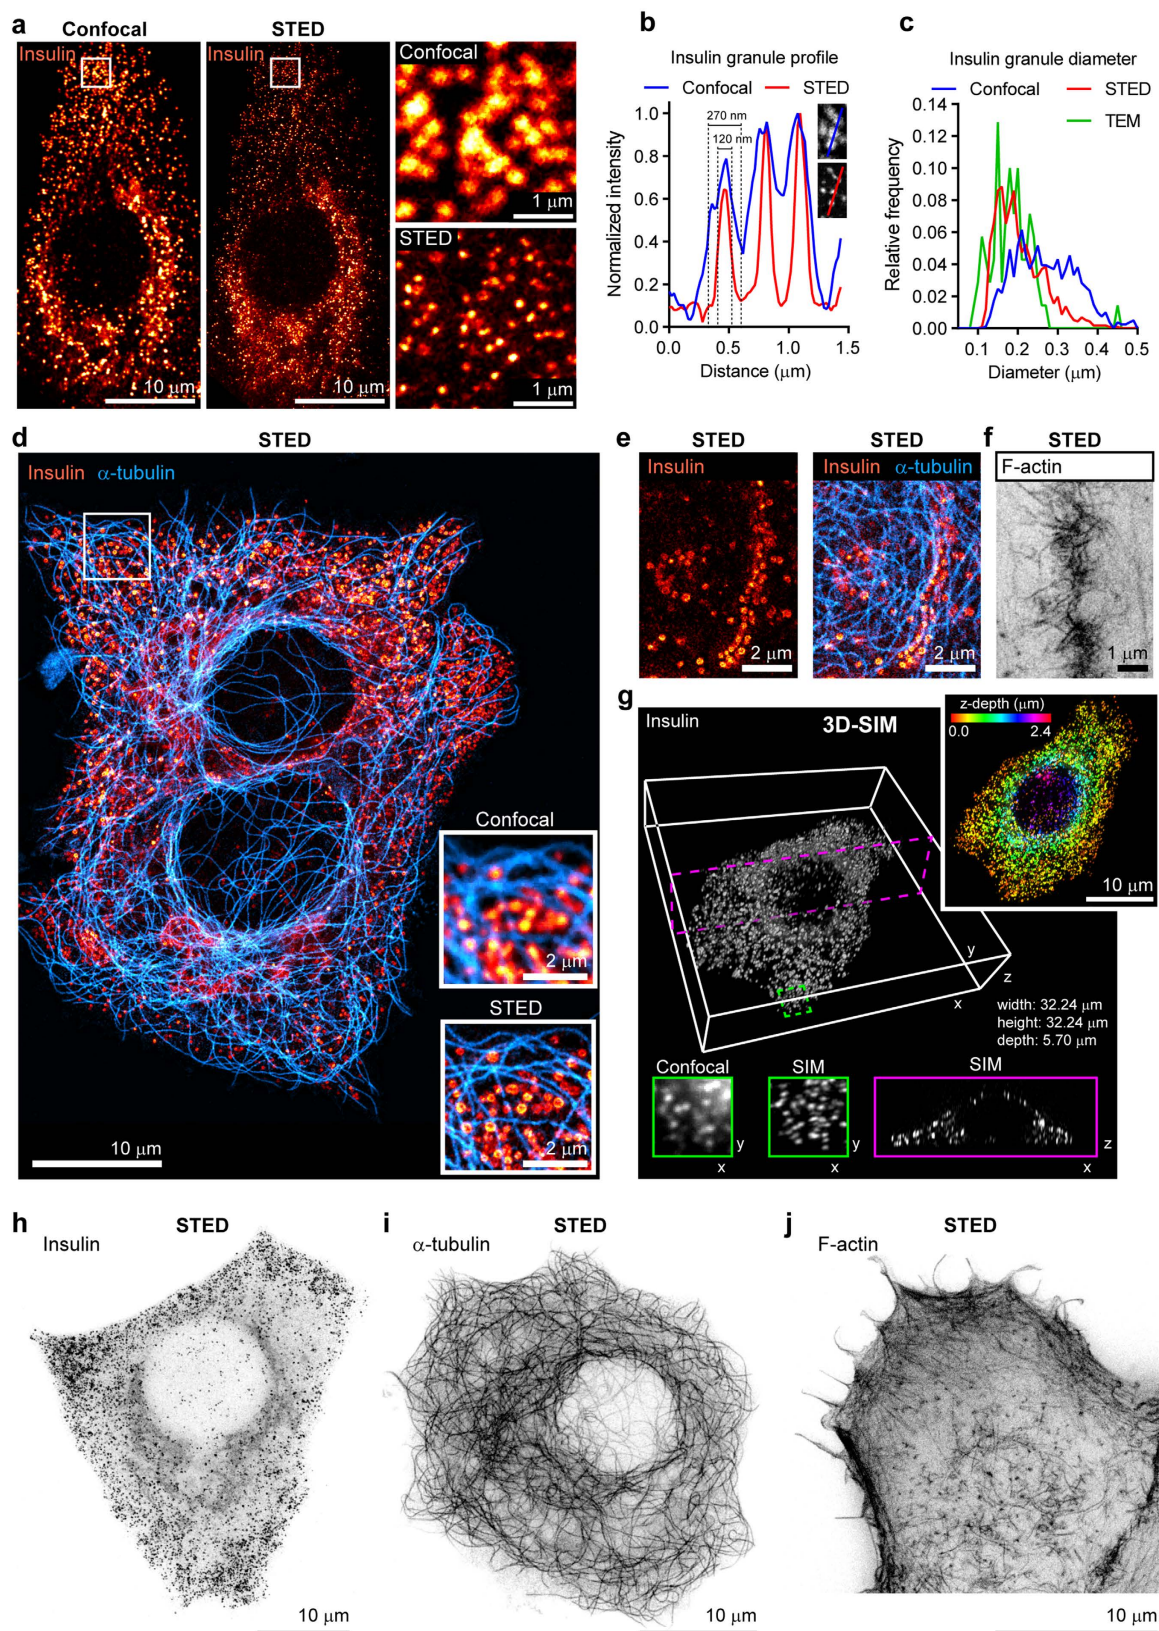 a
Confocal
STED
Insulin
Insulin
Confocal
10 μm
10 μm
1 μm
STED
1 μm
b
Insulin granule profile
Confocal STED
Normalized intensity
1.0
0.8
0.6
0.4
0.2
0.0
270 nm
120 nm
0.0 0.5 1.0 1.5
Distance (μm)
c
Insulin granule diameter
Confocal STED
TEM
Relative frequency
0.14
0.12
0.10
0.08
0.06
0.04
0.02
0.00
0.1 0.2 0.3 0.4 0.5
Diameter (μm)
d
STED
Insulin α-tubulin
Confocal
2 μm
STED
2 μm
10 μm
e
STED
Insulin
2 μm
STED
Insulin α-tubulin
2 μm
f
STED
F-actin
1 μm
g
Insulin
3D-SIM
z-depth (μm)
0.0 2.4
10 μm
y
z
x
width: 32.24 μm
height: 32.24 μm
depth: 5.70 μm
Confocal
y
x
SIM
y
x
SIM
z
x
h
STED
Insulin
10 μm
i
STED
α-tubulin
10 μm
j
STED
F-actin
10 μm